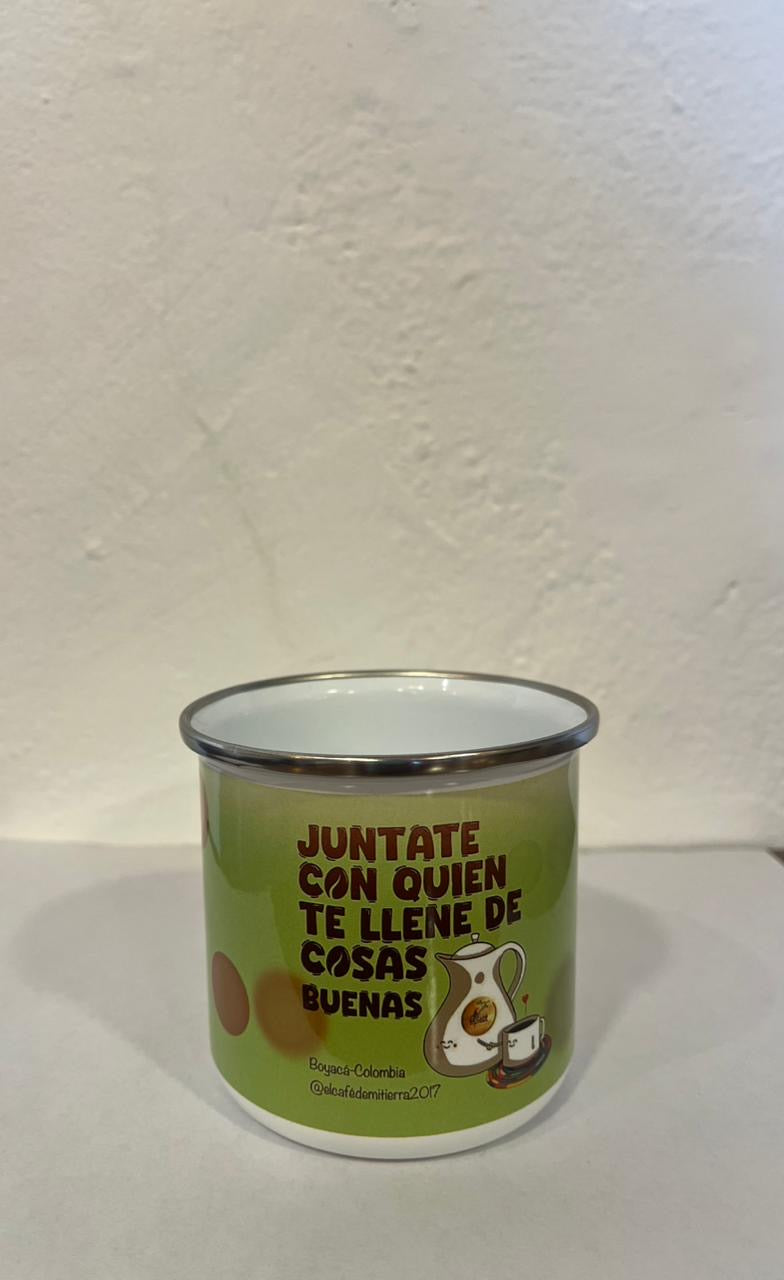 JUNTATE
CON QUIEN
TE LLENE DE
COSAS
BUENAS
Boyacá-Colombia
@elcafédemitierra2017